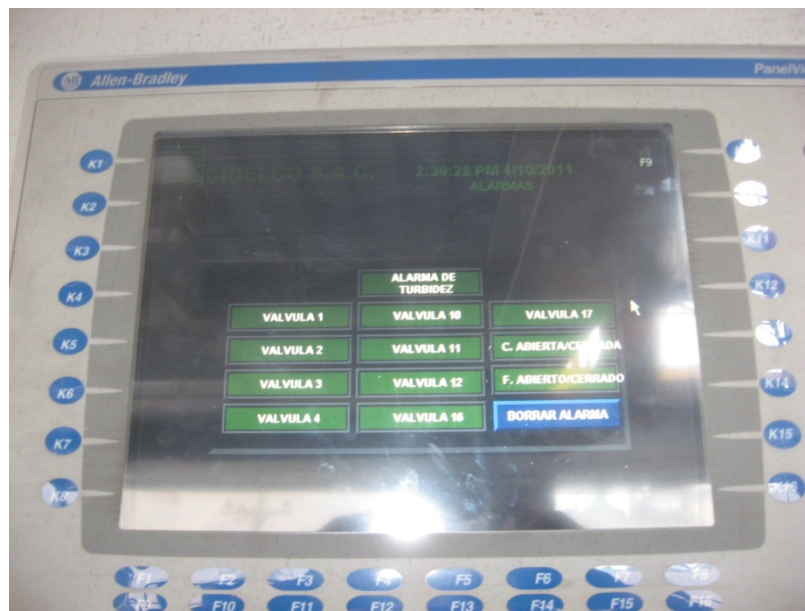 Allen-Bradley
PanelVi
CIDELCO S.A.C. 2:39:28 PM 4/10/2011
ALARMAS
F9
ALARMA DE
TURBIDEZ
VALVULA 1 VALVULA 10 VALVULA 17
VALVULA 2 VALVULA 11 C. ABIERTA/CERRADA
VALVULA 3 VALVULA 12 F. ABIERTO/CERRADO
VALVULA 4 VALVULA 16 BORRAR ALARMA
K1
K2
K3
K4
K5
K6
K7
K8
K11
K12
K14
K15
K16
F1 F2 F3 F4 F5 F6 F7 F8
F9 F10 F11 F12 F13 F14 F15 F16